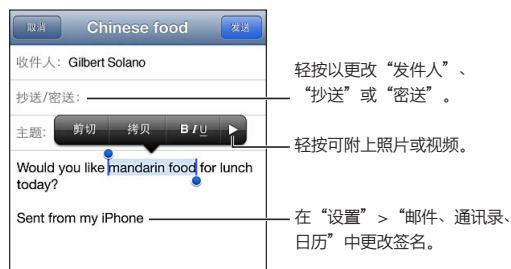 取消 Chinese food 发送
收件人: Gilbert Solano
抄送/密送:
主题:
剪切 拷贝 B I U ▶
Would you like mandarin food for lunch
today?
Sent from my iPhone
轻按以更改“发件人”、
“抄送”或“密送”。
轻按可附上照片或视频。
在“设置”>“邮件、通讯录、
日历”中更改签名。